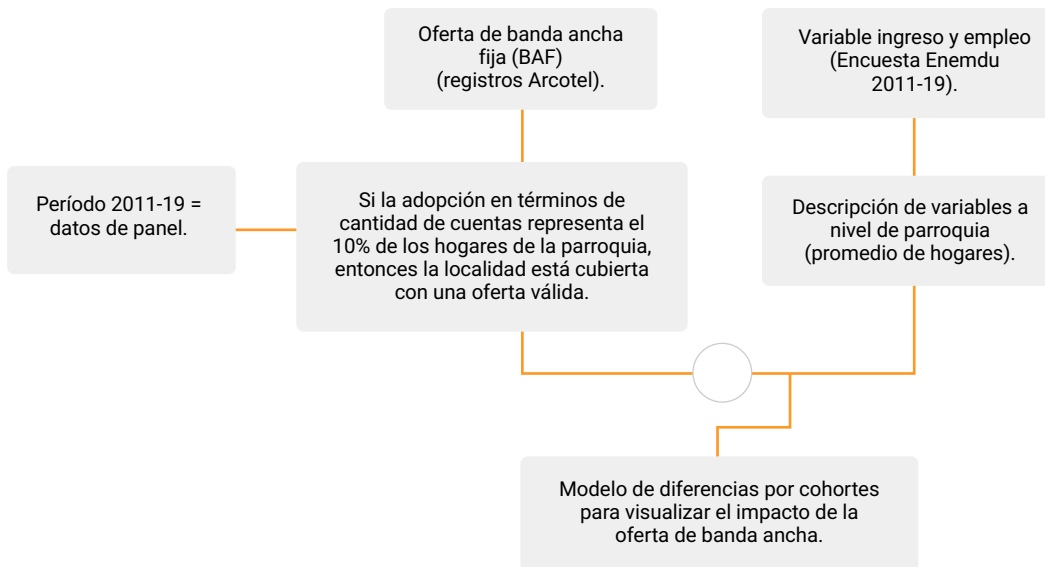 Oferta de banda ancha
fija (BAF)
(registros Arcotel).
Variable ingreso y empleo
(Encuesta Enemdu
2011-19).
Período 2011-19 =
datos de panel.
Si la adopción en términos de
cantidad de cuentas representa el
10% de los hogares de la parroquia,
entonces la localidad está cubierta
con una oferta válida.
Descripción de variables a
nivel de parroquia
(promedio de hogares).
Modelo de diferencias por cohortes
para visualizar el impacto de la
oferta de banda ancha.